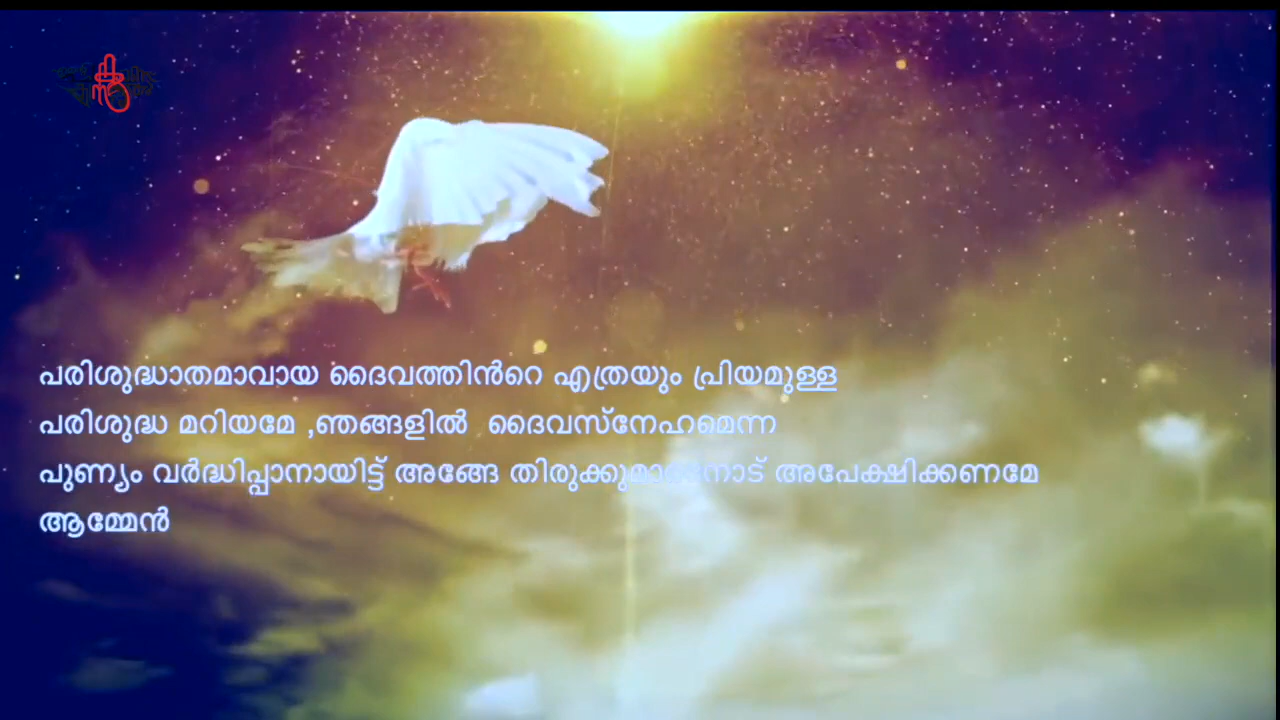 പരിശുദ്ധാതമാവായ ദൈവത്തിൻറെ എത്രയും പ്രിയമുള്ള
പരിശുദ്ധ മറിയമേ ,ഞങ്ങളിൽ ദൈവസ്നേഹമെന്ന
പുണ്യം വർദ്ധിപ്പാനായിട്ട് അങ്ങേ തിരുക്കുമാരനോട് അപേക്ഷിക്കണമേ
ആമ്മേൻ